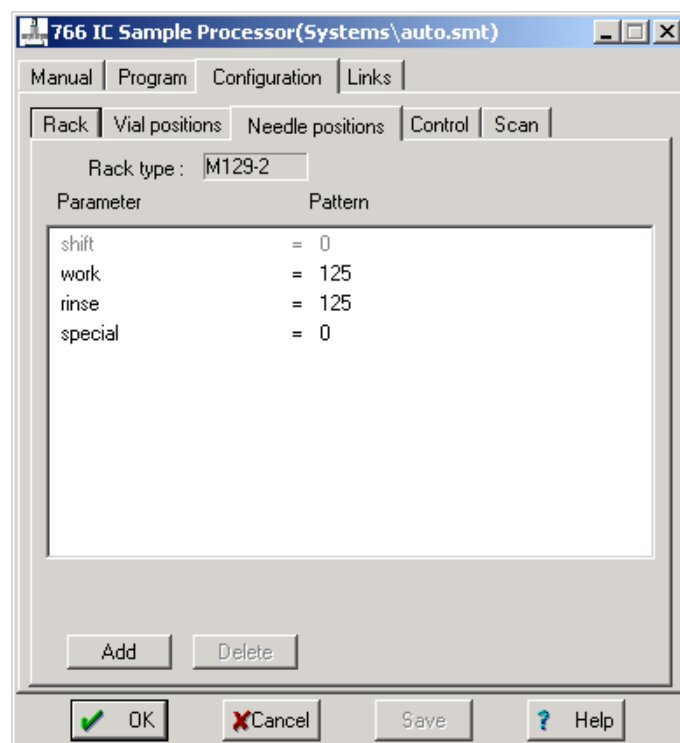 766 IC Sample Processor(Systems\auto.smt)
Manual Program Configuration Links
Rack Vial positions Needle positions Control Scan
Rack type : M129-2
Parameter Pattern
shift = 0
work = 125
rinse = 125
special = 0
Add Delete
OK Cancel Save ? Help